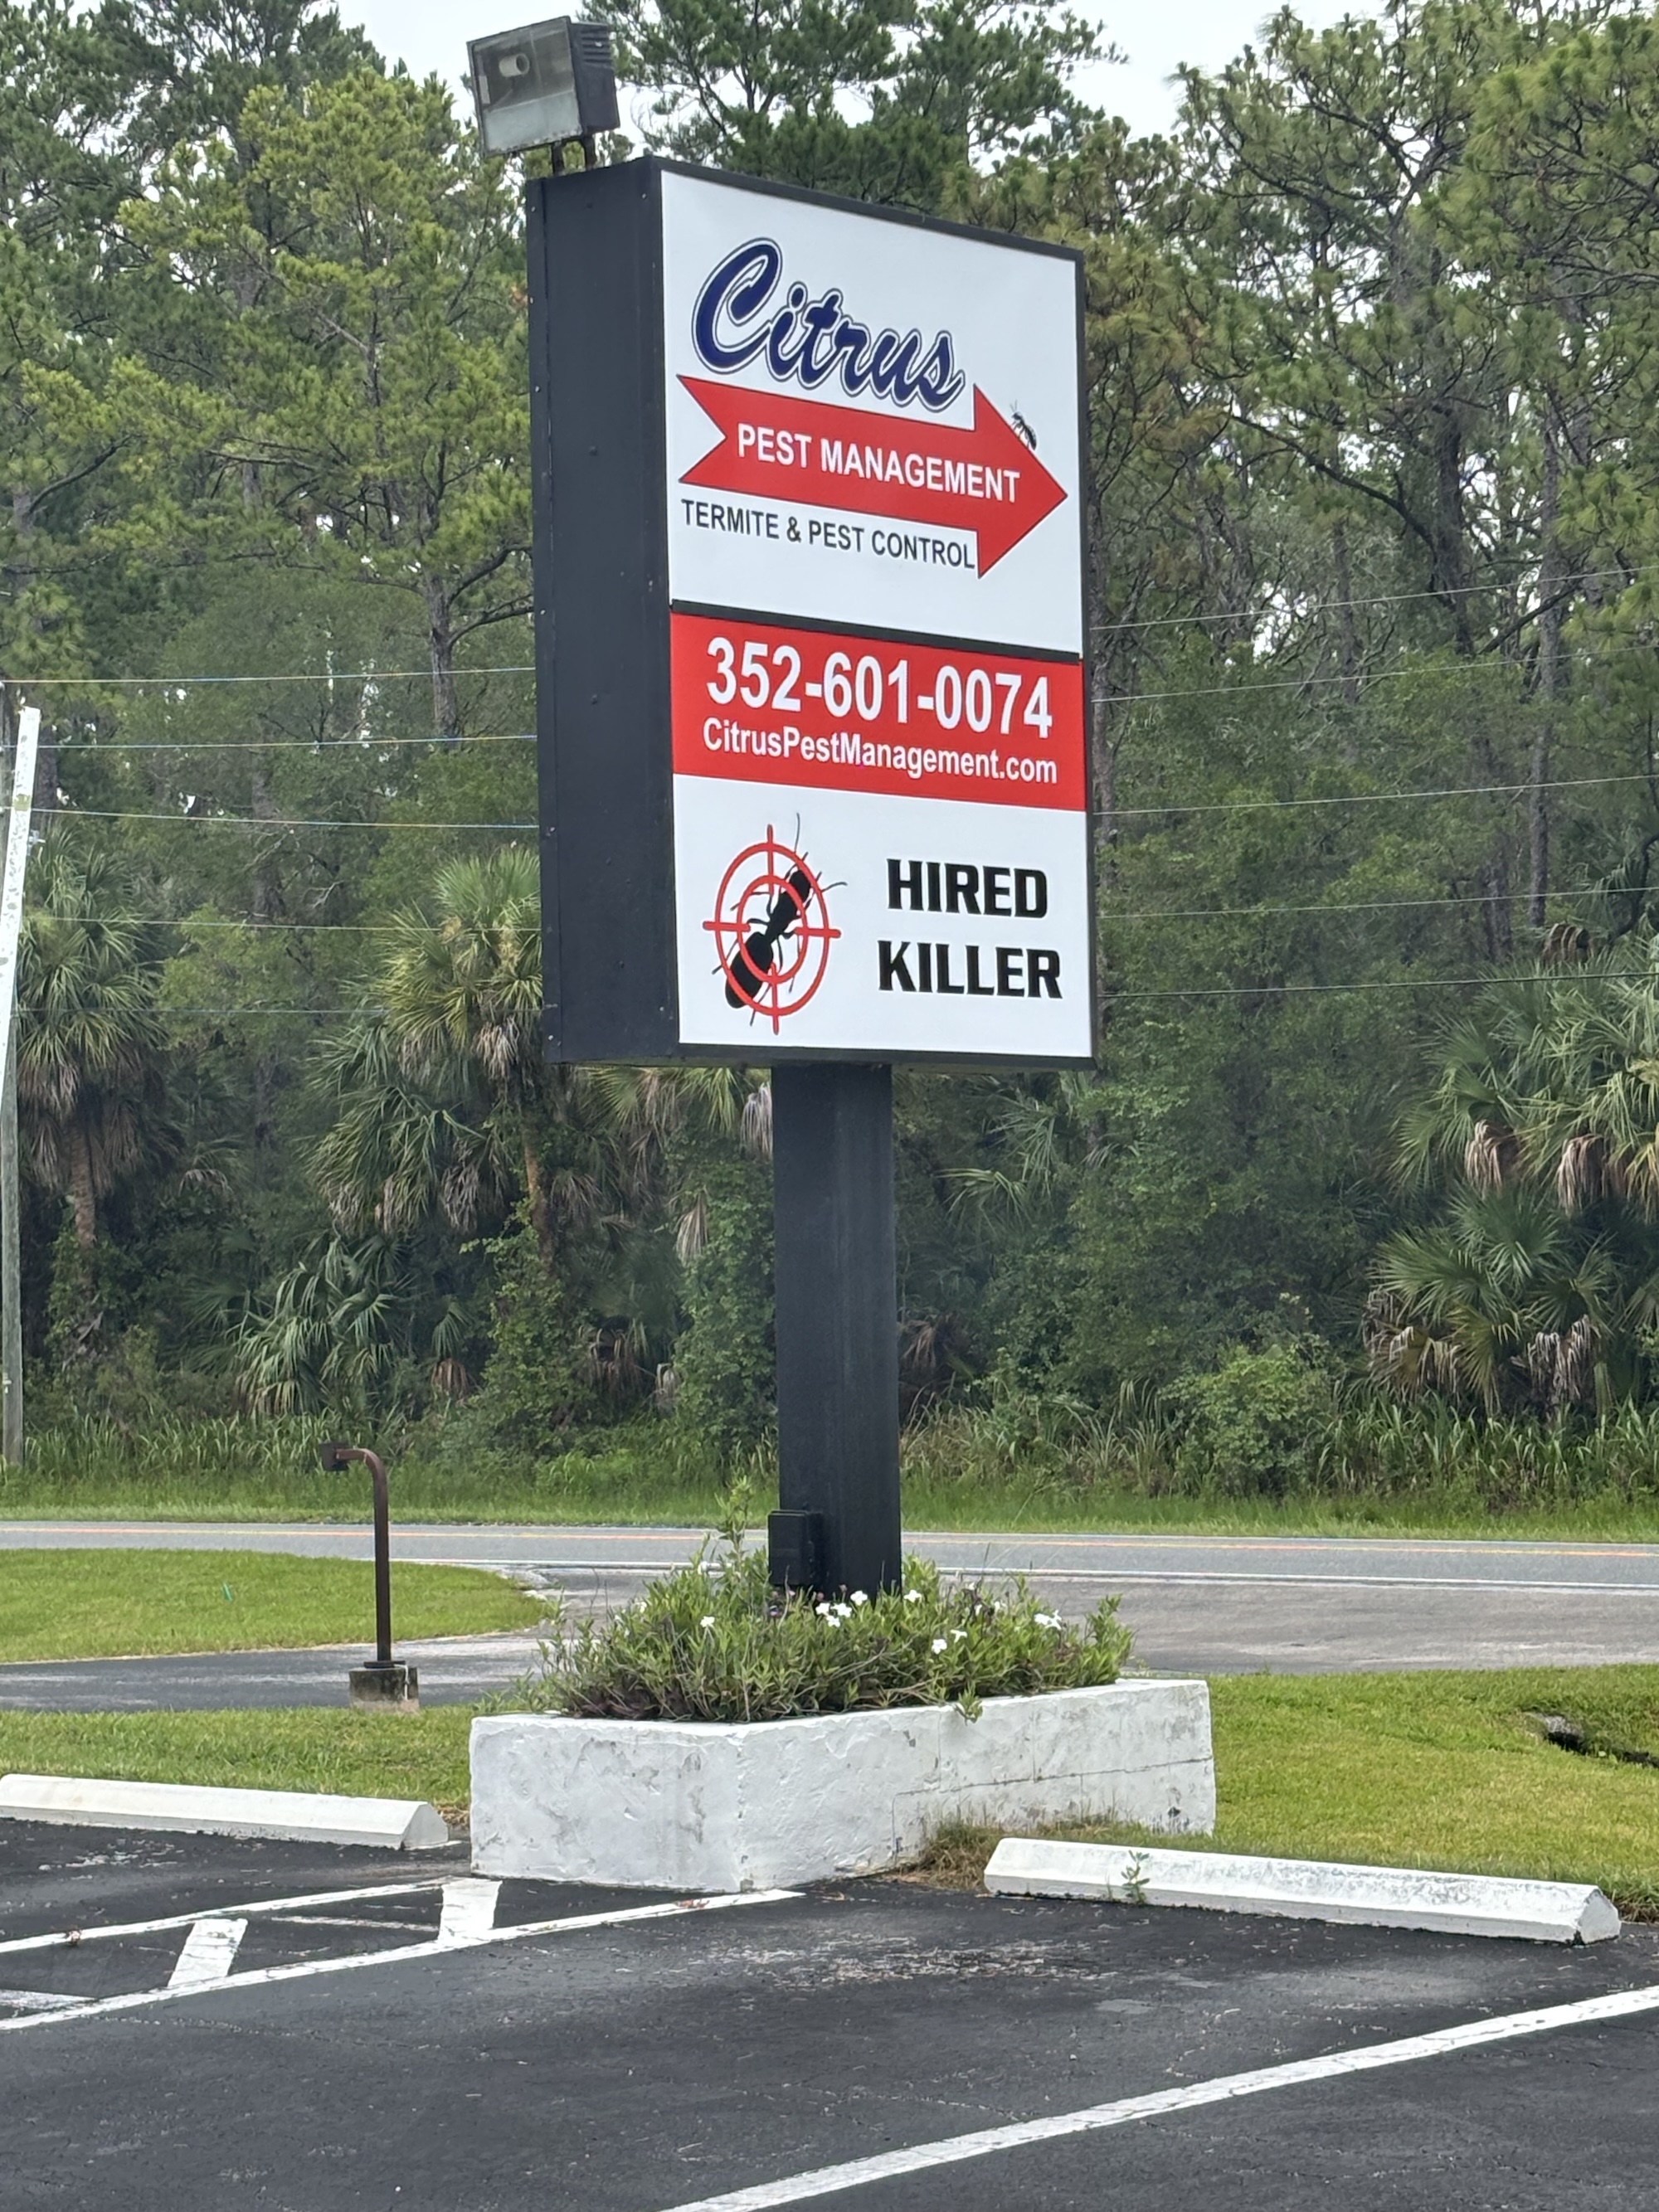 Citrus
PEST MANAGEMENT
TERMITE & PEST CONTROL
352-601-0074
CitrusPestManagement.com
HIRED
KILLER